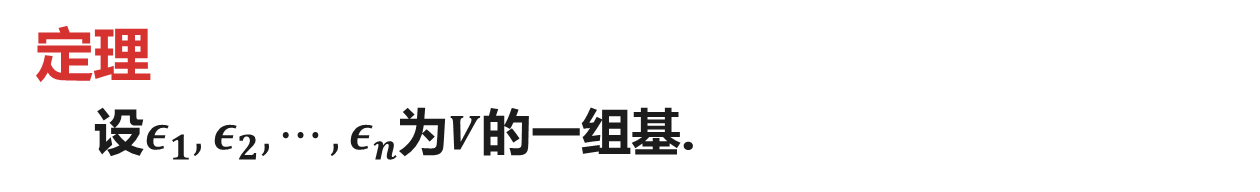 定理
设ϵ₁, ϵ₂, ⋯, ϵₙ为V的一组基.